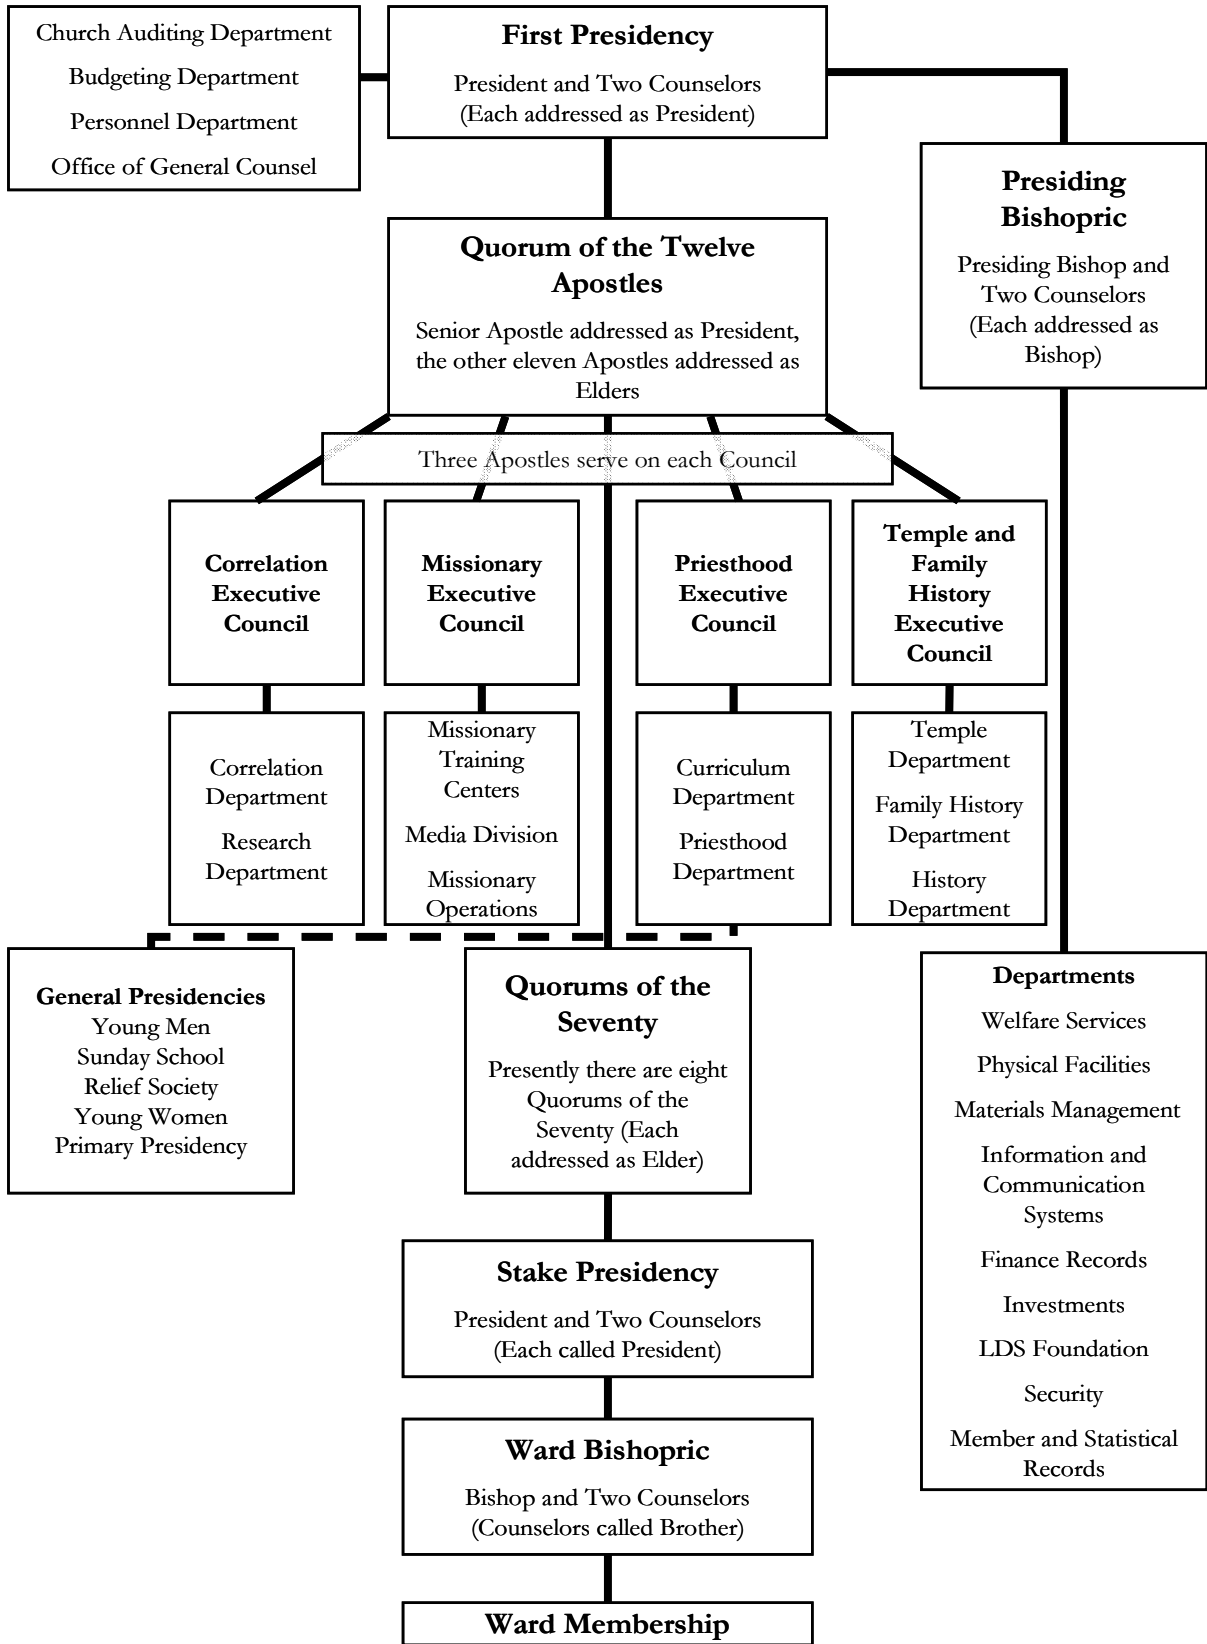 Church Auditing Department
Budgeting Department
Personnel Department
Office of General Counsel
First Presidency
President and Two Counselors
(Each addressed as President)
Presiding
Bishopric
Presiding Bishop and
Two Counselors
(Each addressed as
Bishop)
Quorum of the Twelve
Apostles
Senior Apostle addressed as President,
the other eleven Apostles addressed as
Elders
Three Apostles serve on each Council
Correlation
Executive
Council
Missionary
Executive
Council
Priesthood
Executive
Council
Temple and
Family
History
Executive
Council
Correlation
Department
Research
Department
Missionary
Training
Centers
Media Division
Missionary
Operations
Curriculum
Department
Priesthood
Department
Temple
Department
Family History
Department
History
Department
General Presidencies
Young Men
Sunday School
Relief Society
Young Women
Primary Presidency
Quorums of the
Seventy
Presently there are eight
Quorums of the
Seventy (Each
addressed as Elder)
Departments
Welfare Services
Physical Facilities
Materials Management
Information and
Communication
Systems
Finance Records
Investments
LDS Foundation
Security
Member and Statistical
Records
Stake Presidency
President and Two Counselors
(Each called President)
Ward Bishopric
Bishop and Two Counselors
(Counselors called Brother)
Ward Membership